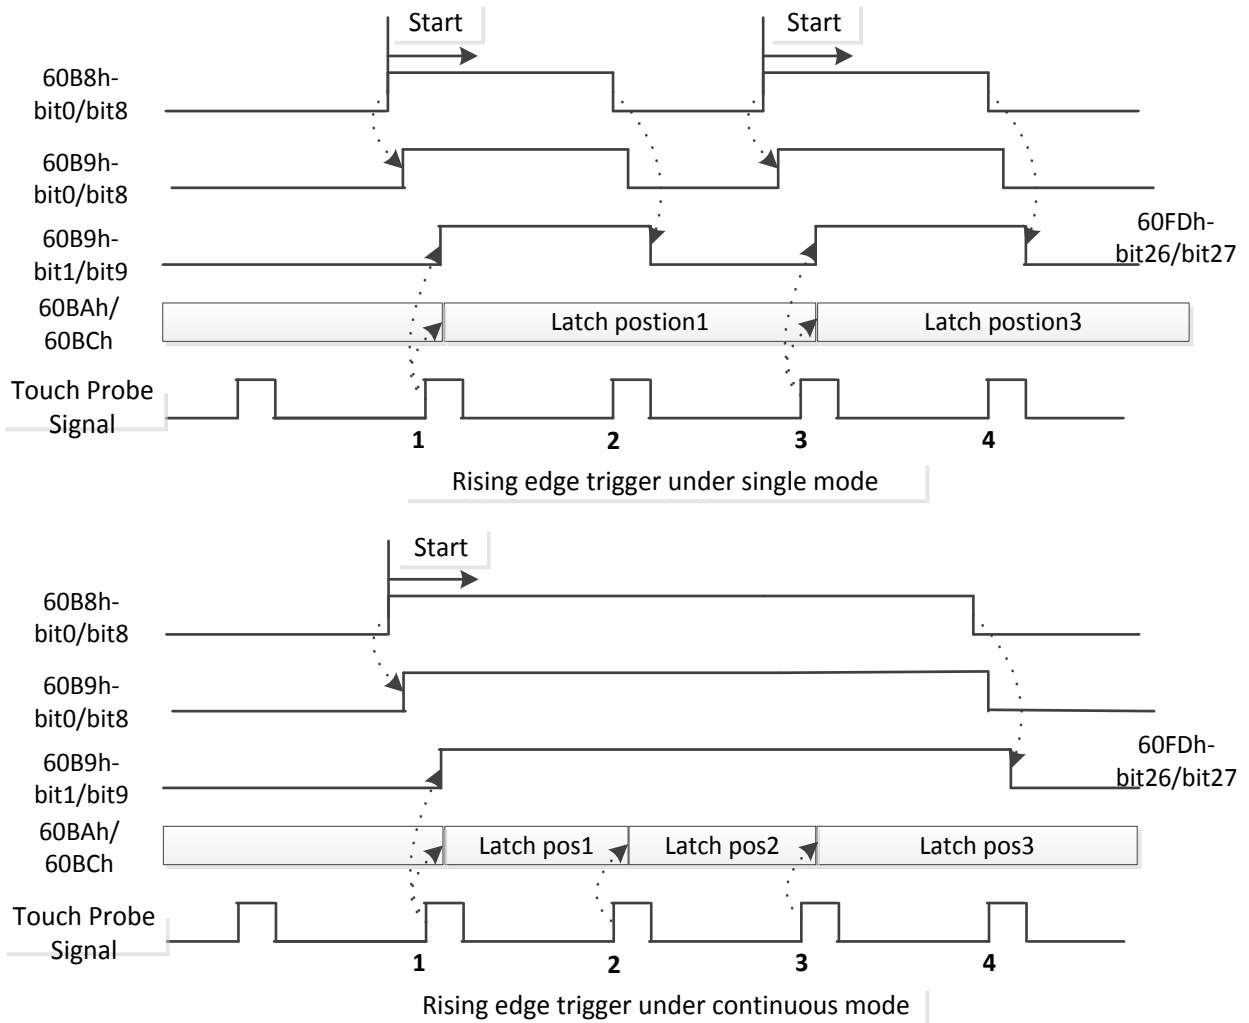 Start
Start
60B8h-
bit0/bit8
60B9h-
bit0/bit8
60B9h-
bit1/bit9
60FDh-
bit26/bit27
60BAh/
60BCh
Latch postion1
Latch postion3
Touch Probe
Signal
1
2
3
4
Rising edge trigger under single mode
Start
60B8h-
bit0/bit8
60B9h-
bit0/bit8
60B9h-
bit1/bit9
60FDh-
bit26/bit27
60BAh/
60BCh
Latch pos1
Latch pos2
Latch pos3
Touch Probe
Signal
1
2
3
4
Rising edge trigger under continuous mode